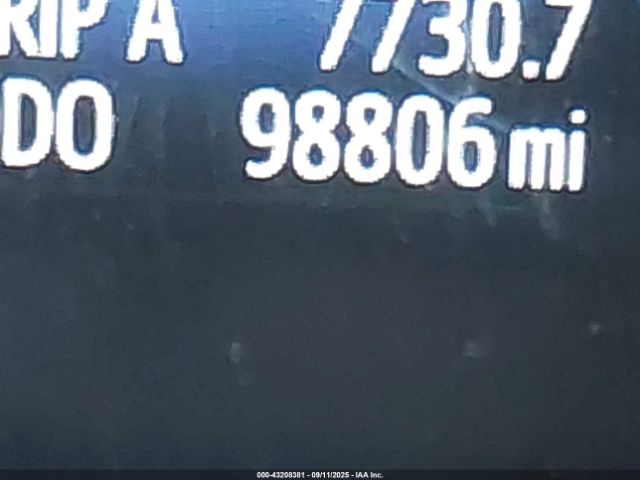 RIP A 7730.7
DO 98806 mi
000-43208381 - 09/11/2025 - IAA Inc.